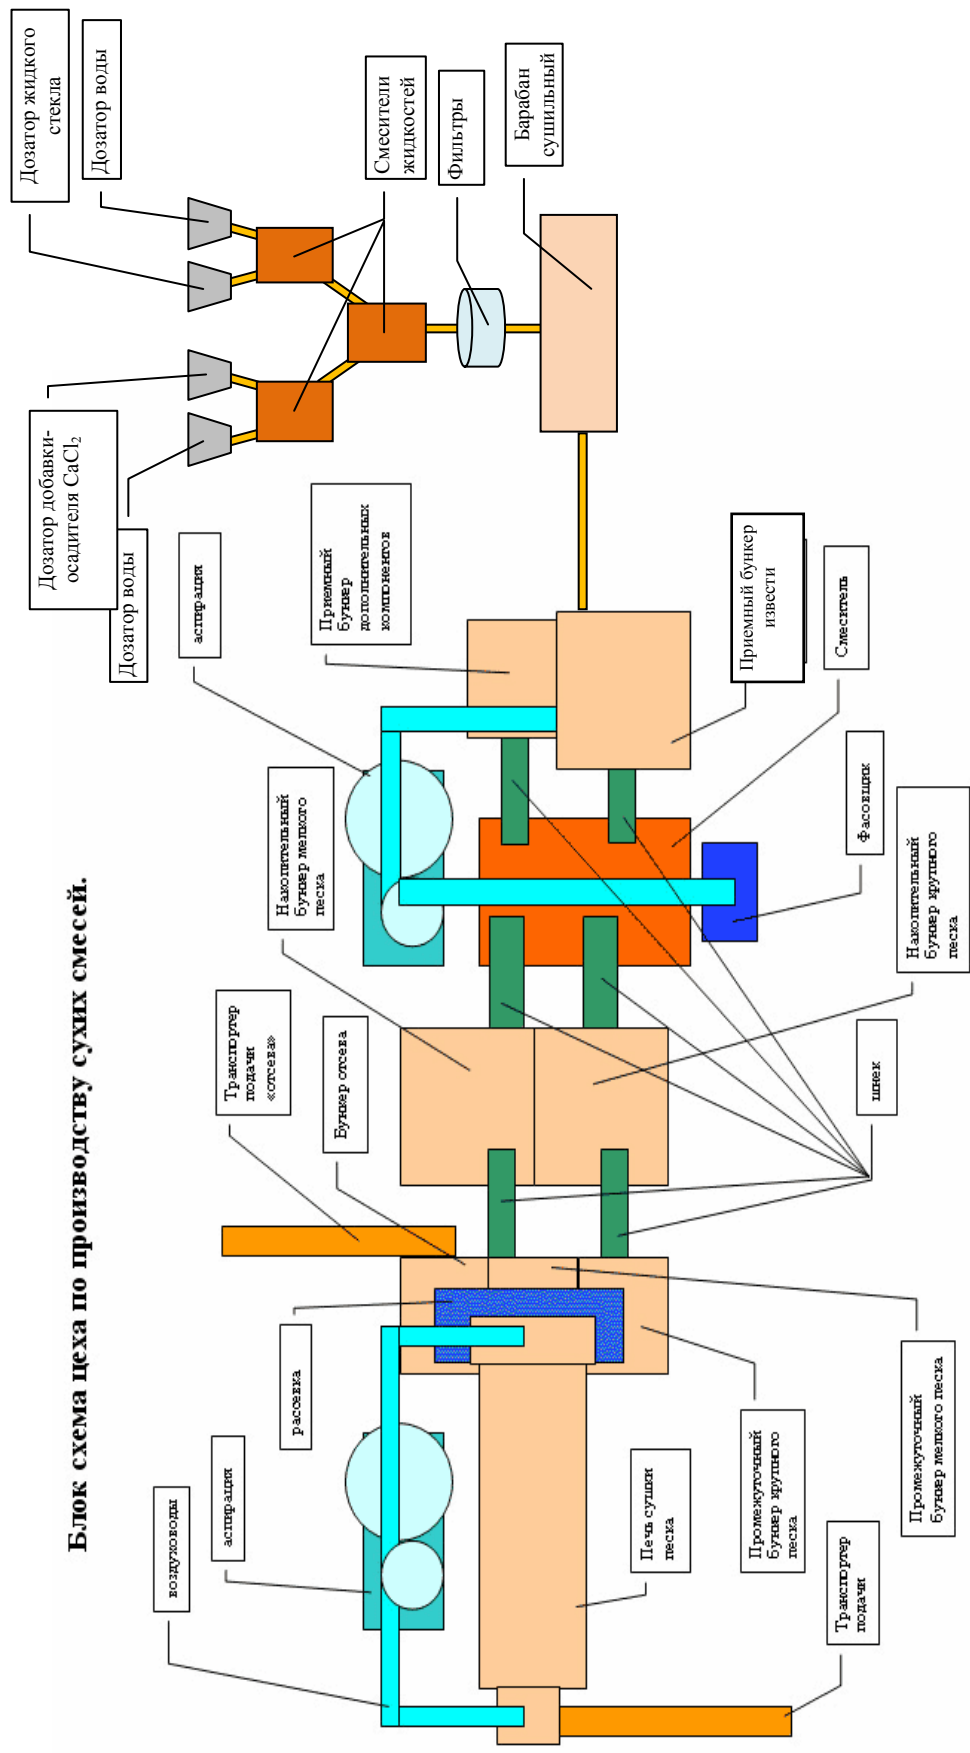 Блок схема цеха по производству сухих смесей.
воздуховоды
аспирация
рассевка
Транспортер
подачи
«отсева»
Бункер отсева
Накопительный
бункер мелкого
песка
аспирация
Приемный
бункер
дополнительных
компонентов
Дозатор воды
Дозатор добавки-
осадителя CaCl₂
Дозатор жидкого
стекла
Дозатор воды
Смесители
жидкостей
Фильтры
Барабан
сушильный
Приемный бункер
извести
Смеситель
Фасовщик
Накопительный
бункер крупного
песка
шнек
Печь сушки
песка
Промежуточный
бункер крупного
песка
Транспортер
подачи
Промежуточный
бункер мелкого песка